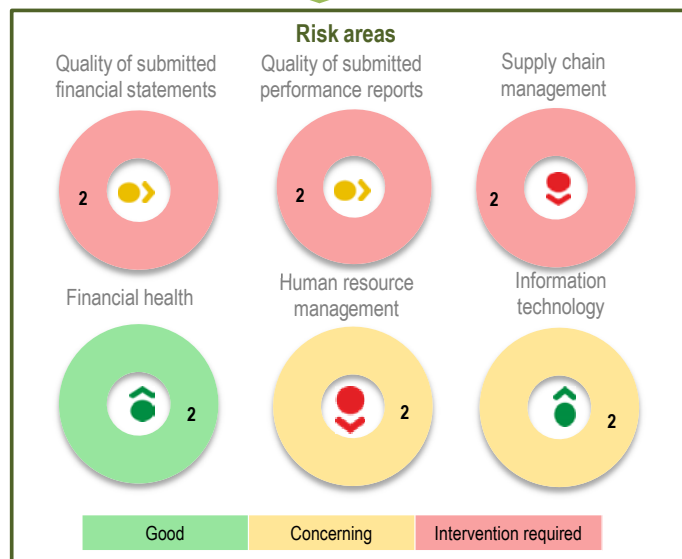 Risk areas
Quality of submitted
financial statements
Quality of submitted
performance reports
Supply chain
management
2
2
2
Financial health
Human resource
management
Information
technology
2
2
2
Good
Concerning
Intervention required